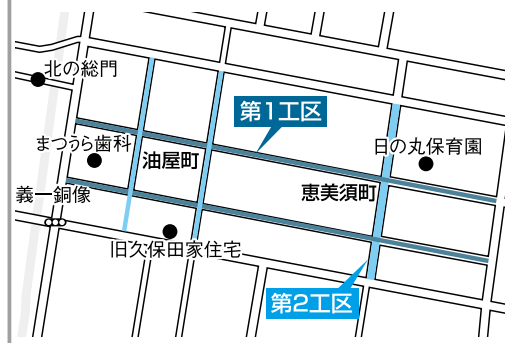 北の総門
第1工区
まつうら歯科
油屋町
日の丸保育園
義一銅像
恵美須町
旧久保田家住宅
第2工区